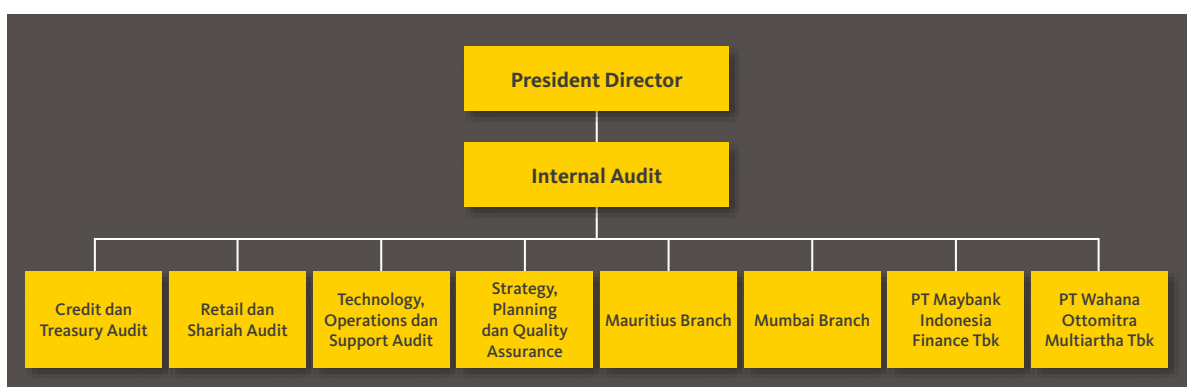 President Director
Internal Audit
Credit dan
Treasury Audit
Retail dan
Shariah Audit
Technology,
Operations dan
Support Audit
Strategy,
Planning
dan Quality
Assurance
Mauritius Branch
Mumbai Branch
PT Maybank
Indonesia
Finance Tbk
PT Wahana
Ottomitra
Multiartha Tbk